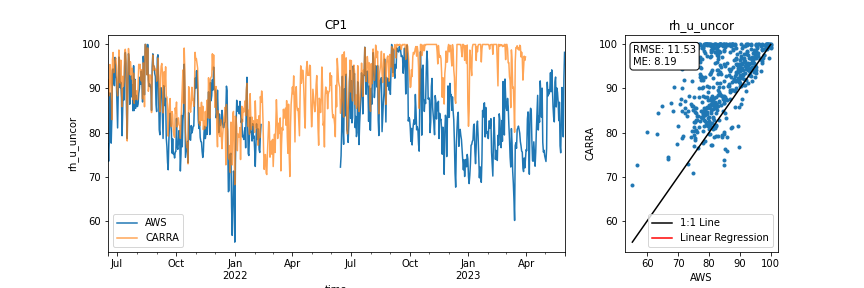 CP1
rh_u_uncor
100
90
80
70
60
rh_u_uncor
AWS
CARRA
Jul
Oct
Jan
2022
Apr
Jul
Oct
Jan
2023
Apr
time
rh_u_uncor
RMSE: 11.53
ME: 8.19
100
90
80
70
60
CARRA
1:1 Line
Linear Regression
60
70
80
90
100
AWS